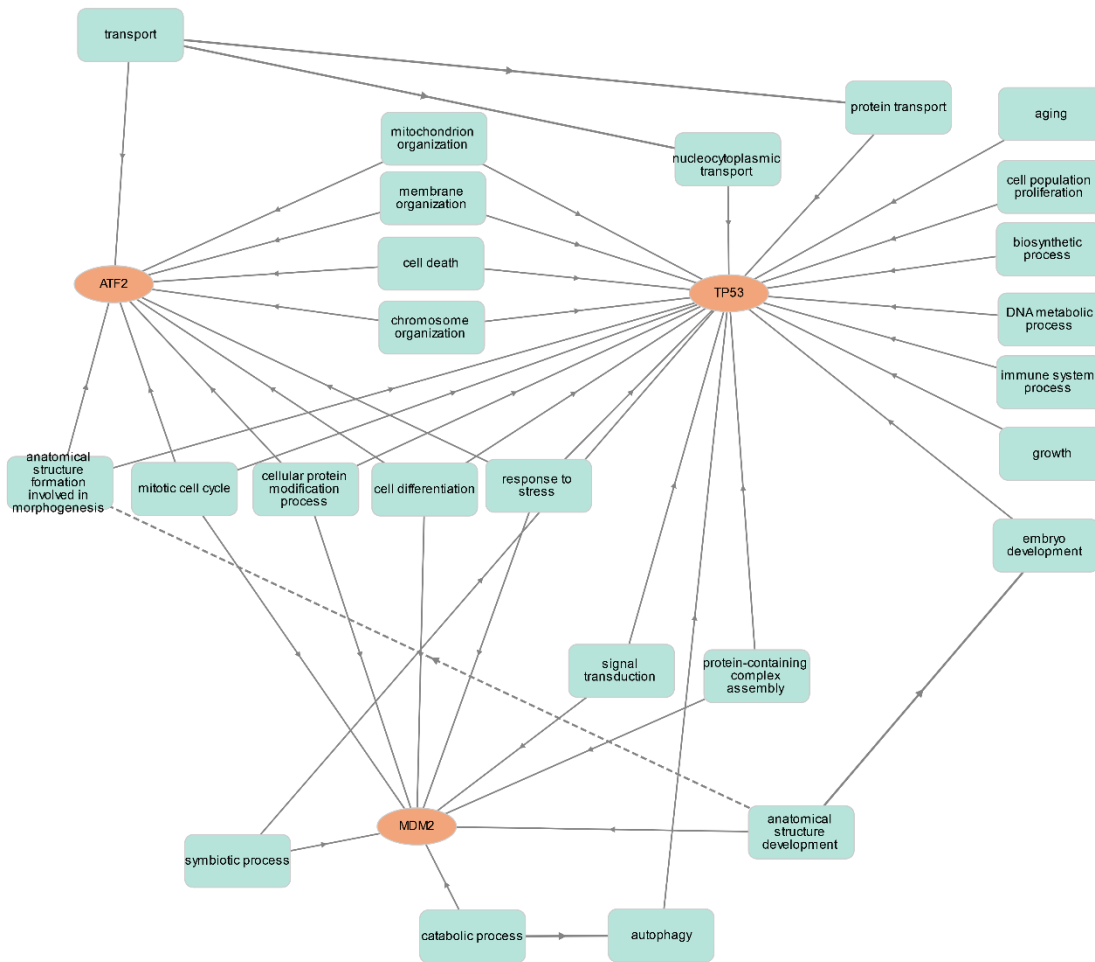 transport
protein transport
aging
mitochondrion
organization
nucleocytoplasmic
transport
membrane
organization
cell population
proliferation
cell death
biosynthetic
process
ATF2
TP53
chromosome
organization
DNA metabolic
process
immune system
process
growth
anatomical
structure
formation
involved in
morphogenesis
mitotic cell cycle
cellular protein
modification
process
cell differentiation
response to
stress
embryo
development
signal
transduction
protein-containing
complex
assembly
MDM2
anatomical
structure
development
symbiotic process
catabolic process
autophagy